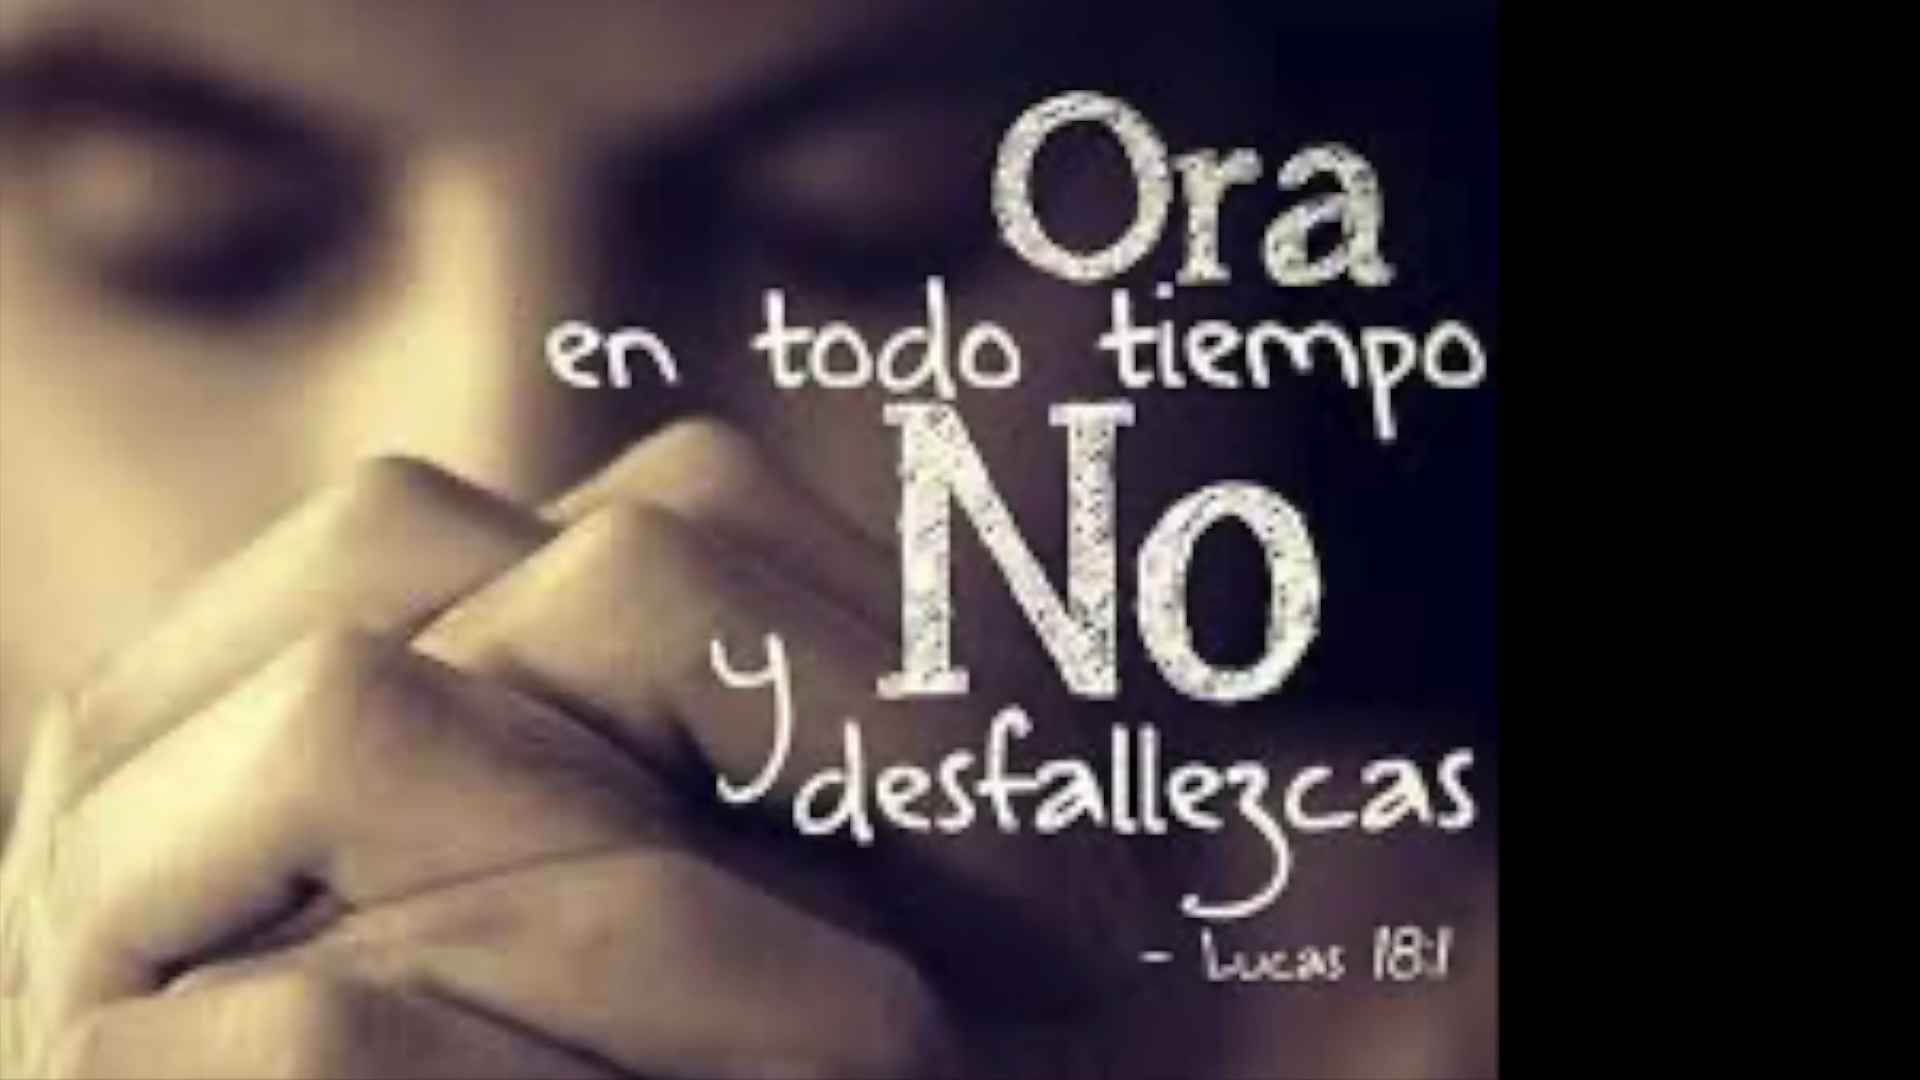 Ora
en todo tiempo
y No
desfallezcas
- Lucas 18:1